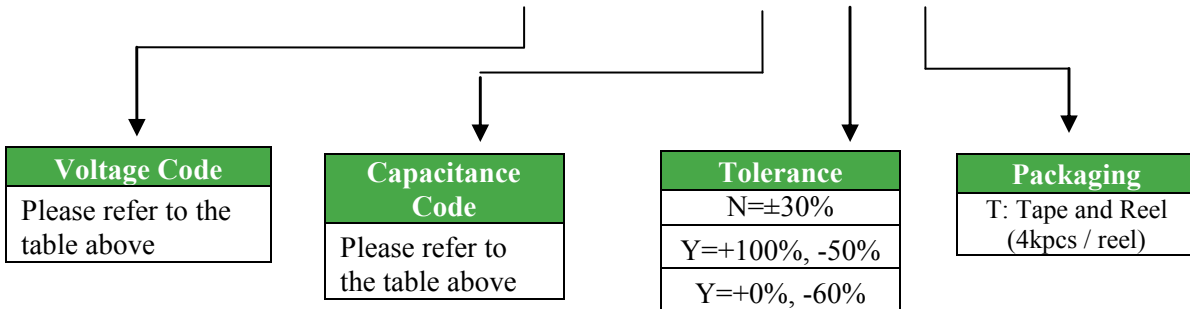 Voltage Code
Please refer to the
table above
Capacitance
Code
Please refer to
the table above
Tolerance
N=±30%
Y=+100%, -50%
Y=+0%, -60%
Packaging
T: Tape and Reel
(4kpcs / reel)